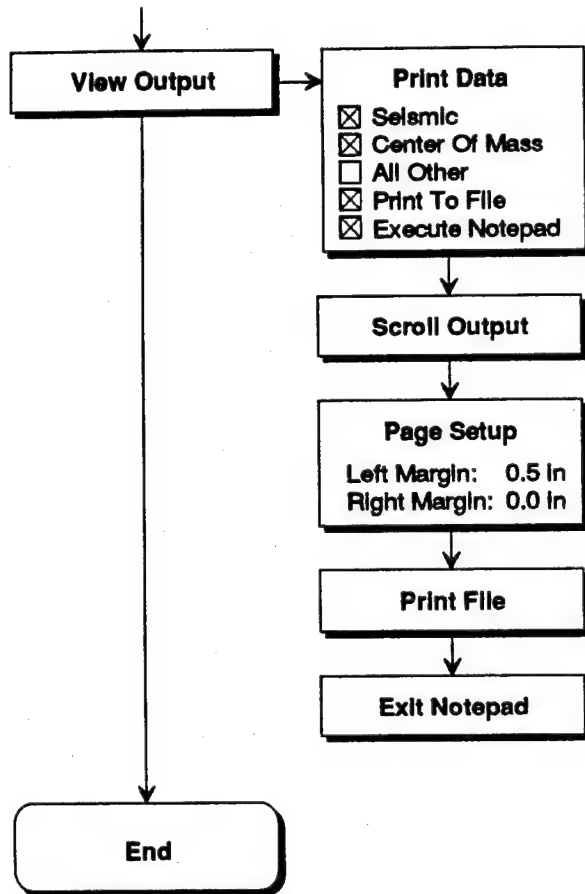 View Output
Print Data
Seismic
Center Of Mass
All Other
Print To File
Execute Notepad
Scroll Output
Page Setup
Left Margin: 0.5 in
Right Margin: 0.0 in
Print File
Exit Notepad
End